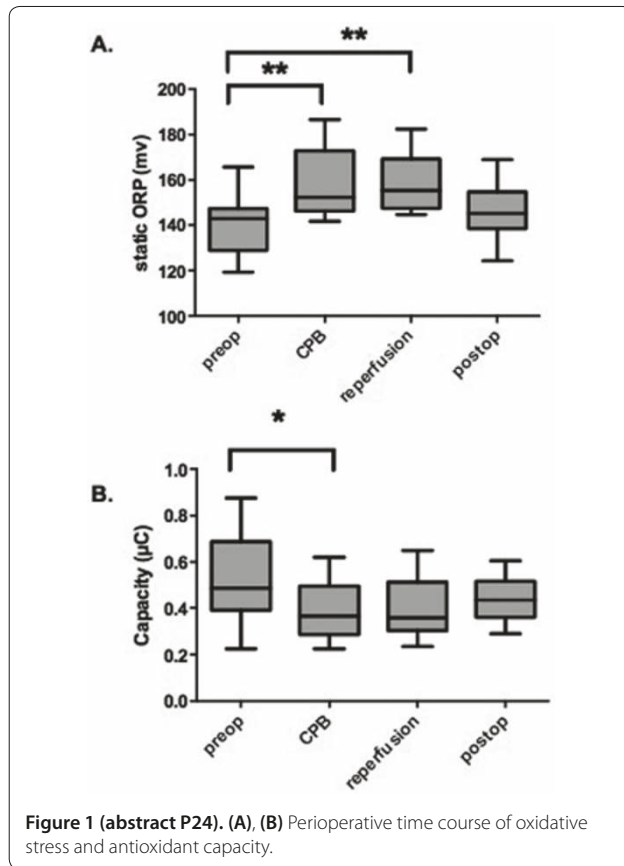 A.
**
**
static ORP (mv)
200
180
160
140
120
100
preop
CPB
reperfusion
postop
*
B.
Capacity (µC)
1.0
0.8
0.6
0.4
0.2
0.0
preop
CPB
reperfusion
postop
Figure 1 (abstract P24). (A), (B) Perioperative time course of oxidative
stress and antioxidant capacity.